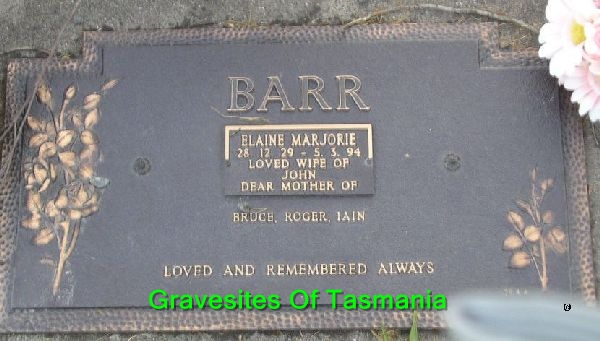 BARR
ELAINE MARJORIE
28. 12. 29 - 5. 3. 94
LOVED WIFE OF
JOHN
DEAR MOTHER OF
BRUCE, ROGER, IAIN
LOVED AND REMEMBERED ALWAYS
Gravesites Of Tasmania